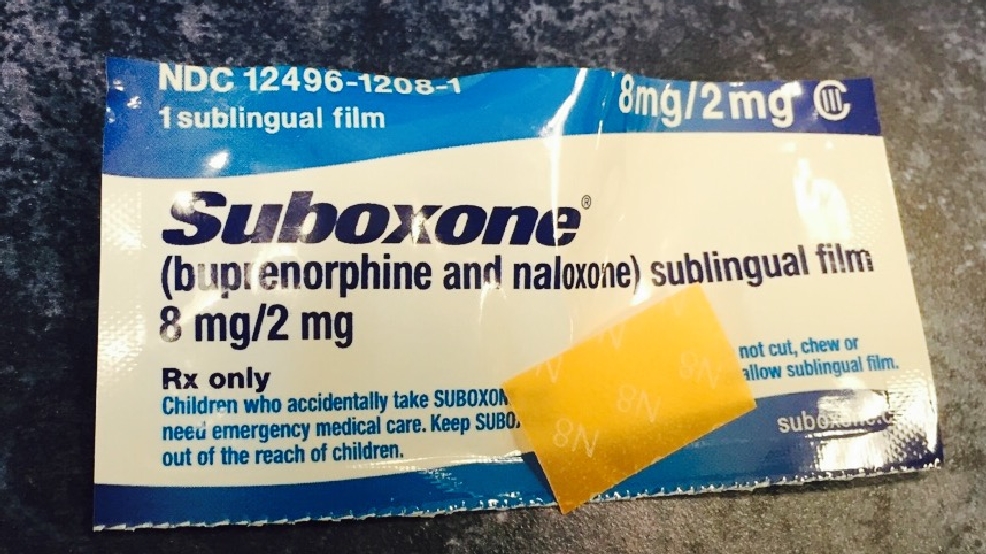 NDC 12496-1208-1
8mg/2mg CIII
1 sublingual film
Suboxone®
(buprenorphine and naloxone) sublingual film
8 mg/2 mg
Rx only
Children who accidentally take SUBOXON
need emergency medical care. Keep SUBO
out of the reach of children.
not cut, chew or
allow sublingual film.
N8
N8
N8
suboxone.c